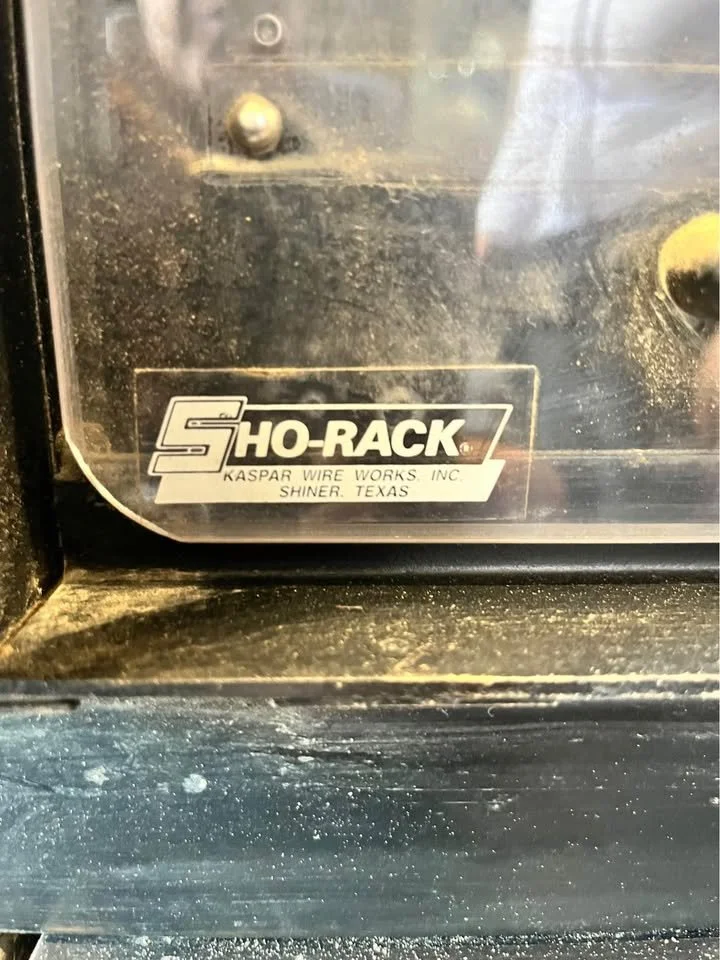 SHO-RACK®
KASPAR WIRE WORKS, INC.
SHINER, TEXAS